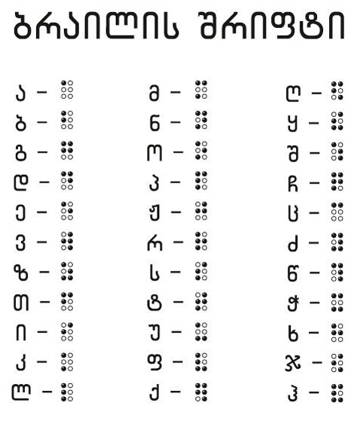 ბრაილის შრიფტი
ა –
ბ –
გ –
დ –
ე –
ვ –
ზ –
თ –
ი –
კ –
ლ –
მ –
ნ –
ო –
პ –
ჟ –
რ –
ს –
ტ –
უ –
ფ –
ქ –
ღ –
ყ –
შ –
ჩ –
ც –
ძ –
წ –
ჭ –
ხ –
ჯ –
ჰ –